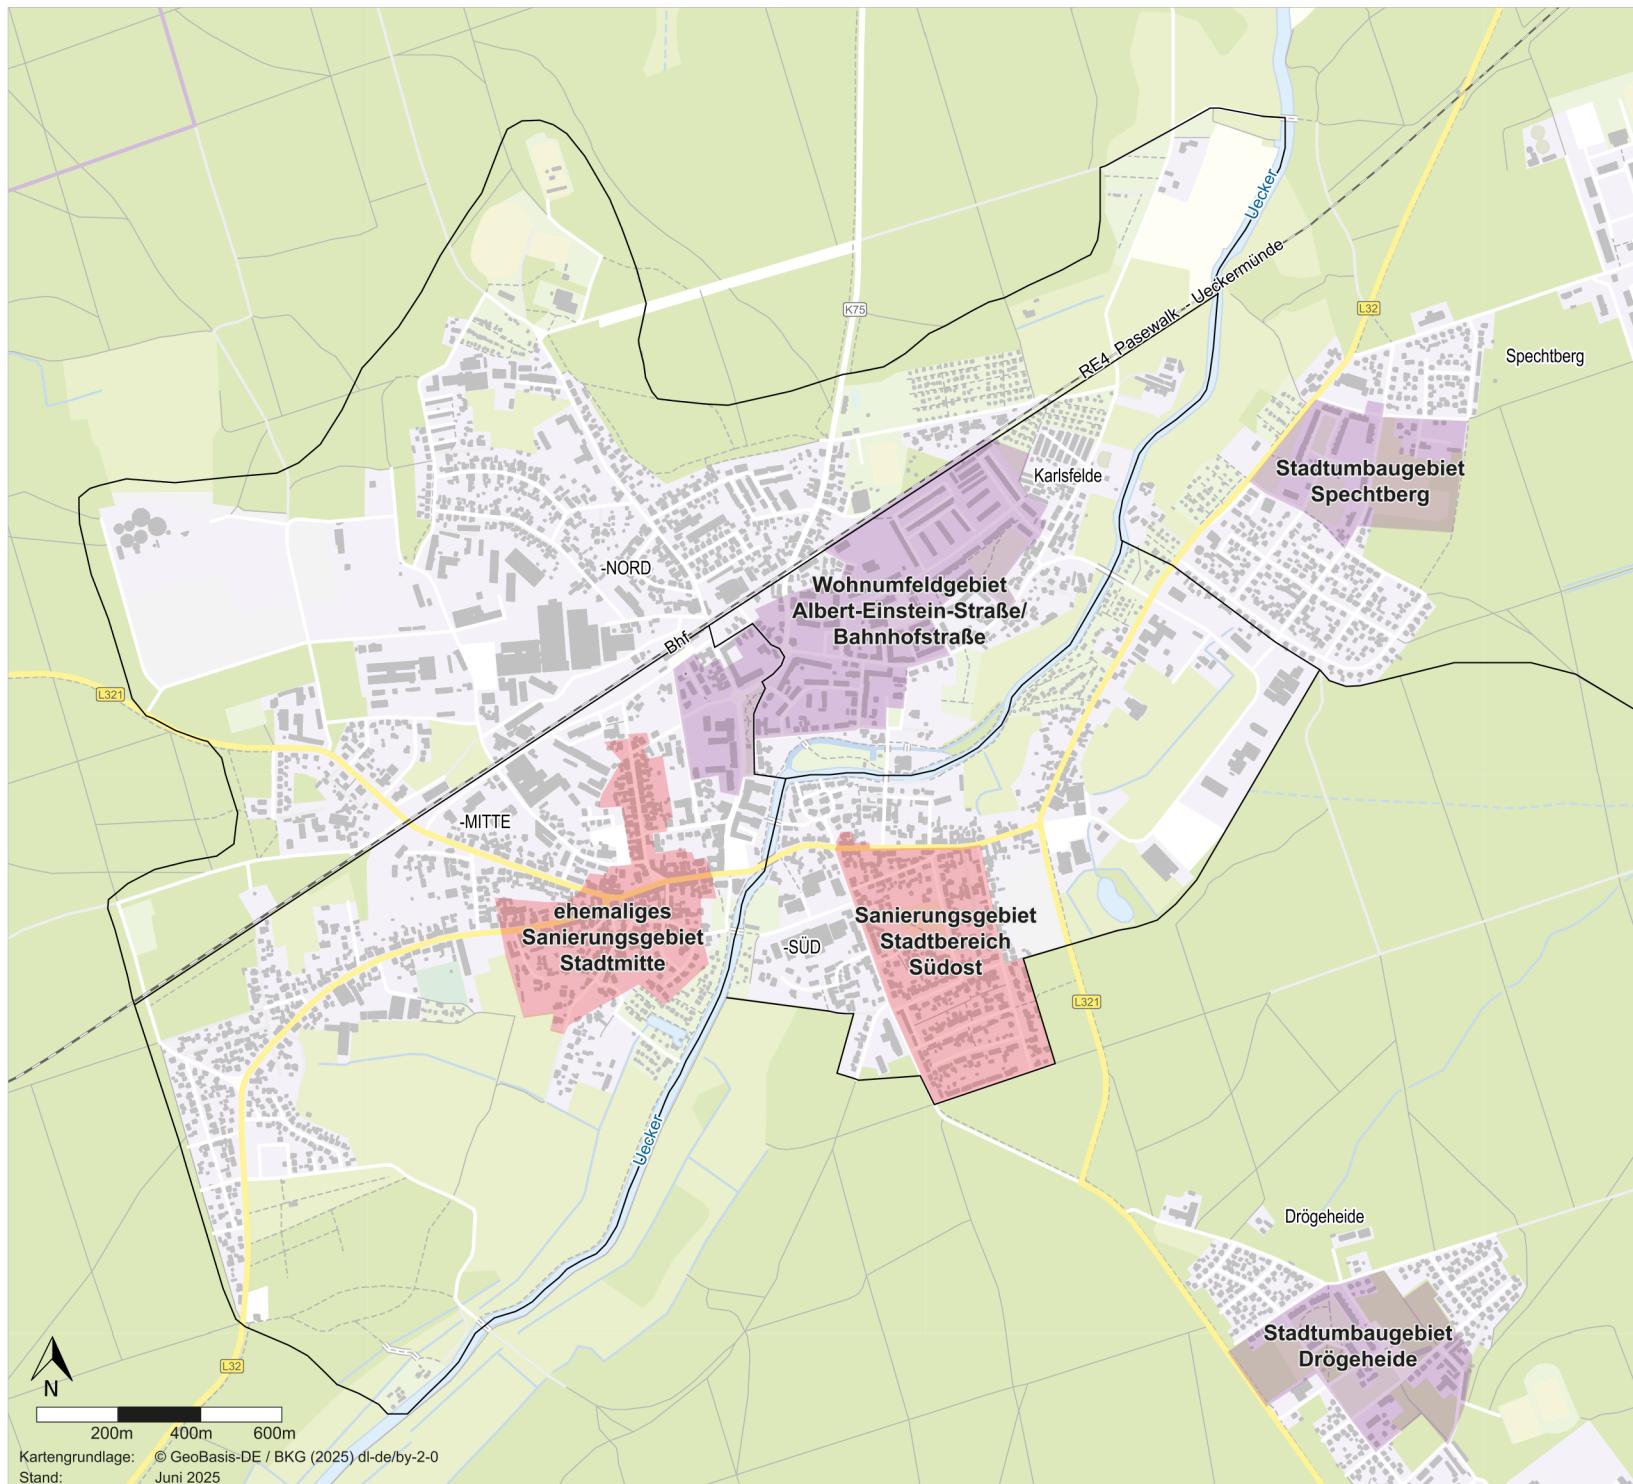 Uecker
RE4 Pasewalk - Ueckermünde
K75
L32
Spechtberg
Stadtumbaugebiet
Spechtberg
Karlsfelde
-NORD
Wohnumfeldgebiet
Albert-Einstein-Straße/
Bahnhofstraße
Bhf
L321
-MITTE
ehemaliges
Sanierungsgebiet
Stadtmitte
-SÜD
Sanierungsgebiet
Stadtbereich
Südost
L321
Uecker
Drögeheide
Stadtumbaugebiet
Drögeheide
L32
N
200m 400m 600m
Kartengrundlage: © GeoBasis-DE / BKG (2025) dl-de/by-2-0
Stand: Juni 2025